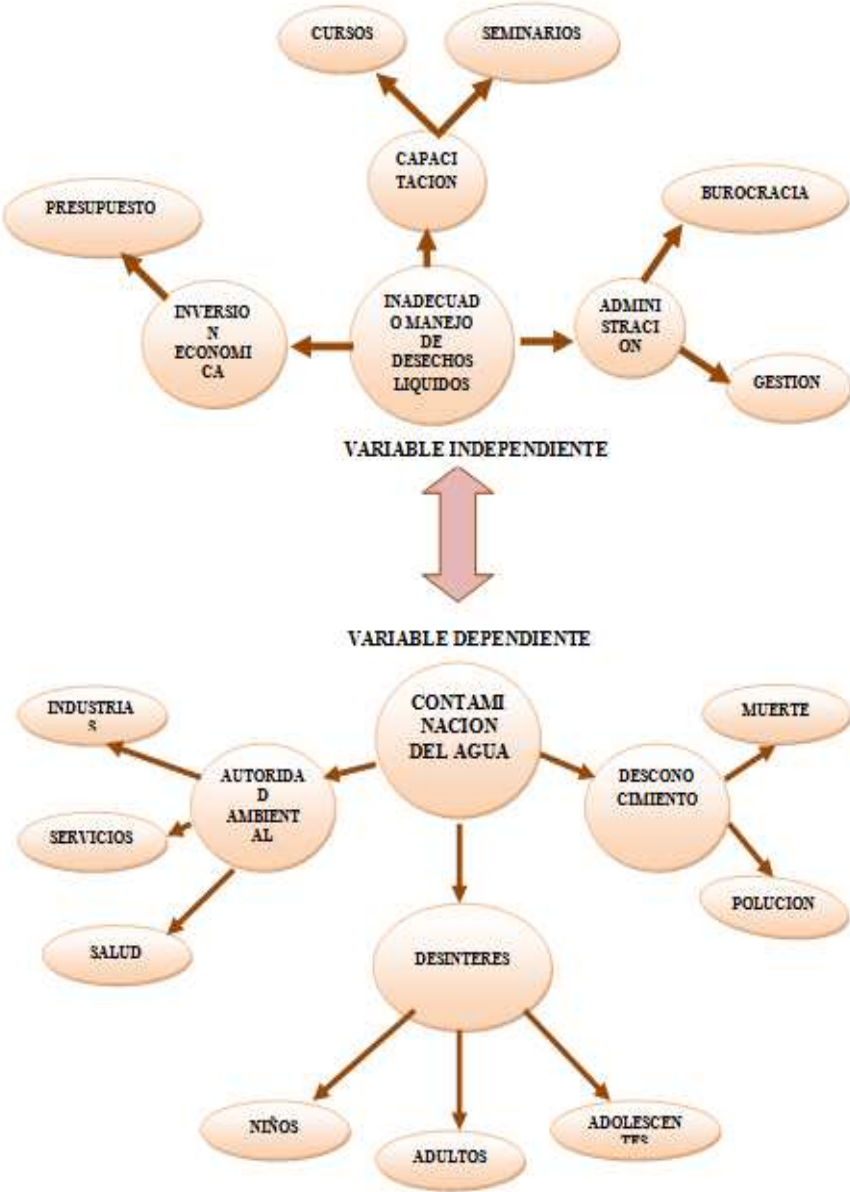 CURSOS
SEMINARIOS
CAPACI
TACION
PRESUPUESTO
BUROCRACIA
INVERSIO
N
ECONOMI
CA
INADECUAD
O MANEJO
DE
DESECHOS
LIQUIDOS
ADMINI
STRACI
ON
GESTION
VARIABLE INDEPENDIENTE
VARIABLE DEPENDIENTE
INDUSTRIA
S
CONTAMI
NACION
DEL AGUA
MUERTE
AUTORIDA
D
AMBIENT
AL
DESCONO
CIMIENTO
SERVICIOS
POLUCION
SALUD
DESINTERES
NIÑOS
ADULTOS
ADOLESCEN
TES